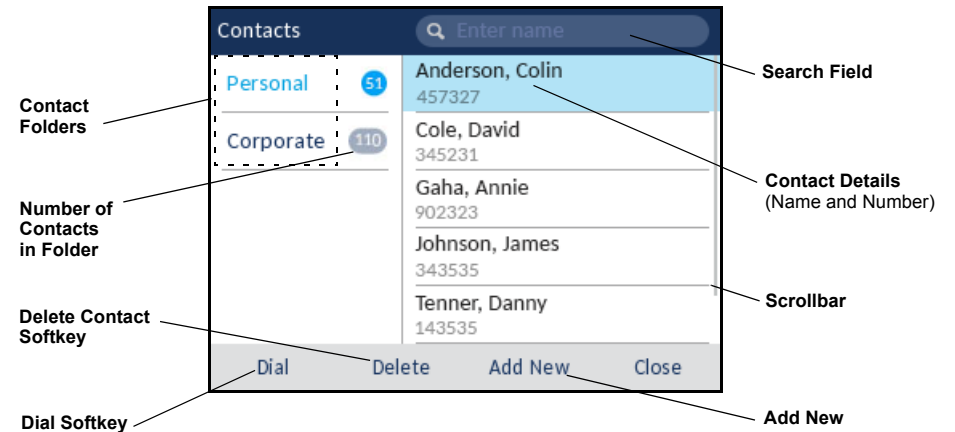 Contacts
Enter name
Search Field
Contact
Folders
Personal
51
Corporate
110
Number of
Contacts
in Folder
Anderson, Colin
457327
Cole, David
345231
Gaha, Annie
902323
Johnson, James
343535
Tenner, Danny
143535
Contact Details
(Name and Number)
Scrollbar
Delete Contact
Softkey
Dial
Delete
Add New
Close
Dial Softkey
Add New